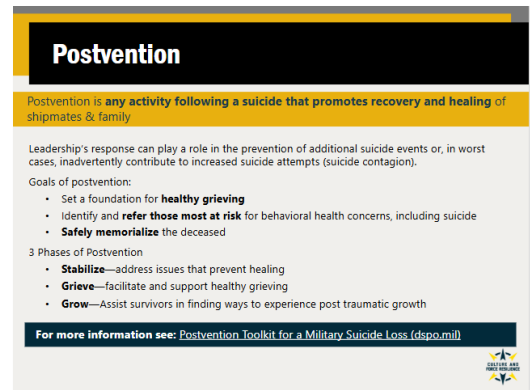 Postvention
Postvention is any activity following a suicide that promotes recovery and healing of
shipmates & family
Leadership's response can play a role in the prevention of additional suicide events or, in worst
cases, inadvertently contribute to increased suicide attempts (suicide contagion).
Goals of postvention:
• Set a foundation for healthy grieving
• Identify and refer those most at risk for behavioral health concerns, including suicide
• Safely memorialize the deceased
3 Phases of Postvention
• Stabilize—address issues that prevent healing
• Grieve—facilitate and support healthy grieving
• Grow—Assist survivors in finding ways to experience post traumatic growth
For more information see: Postvention Toolkit for a Military Suicide Loss (dspo.mil)
CULTURE AND
FORCE RESILIENCE